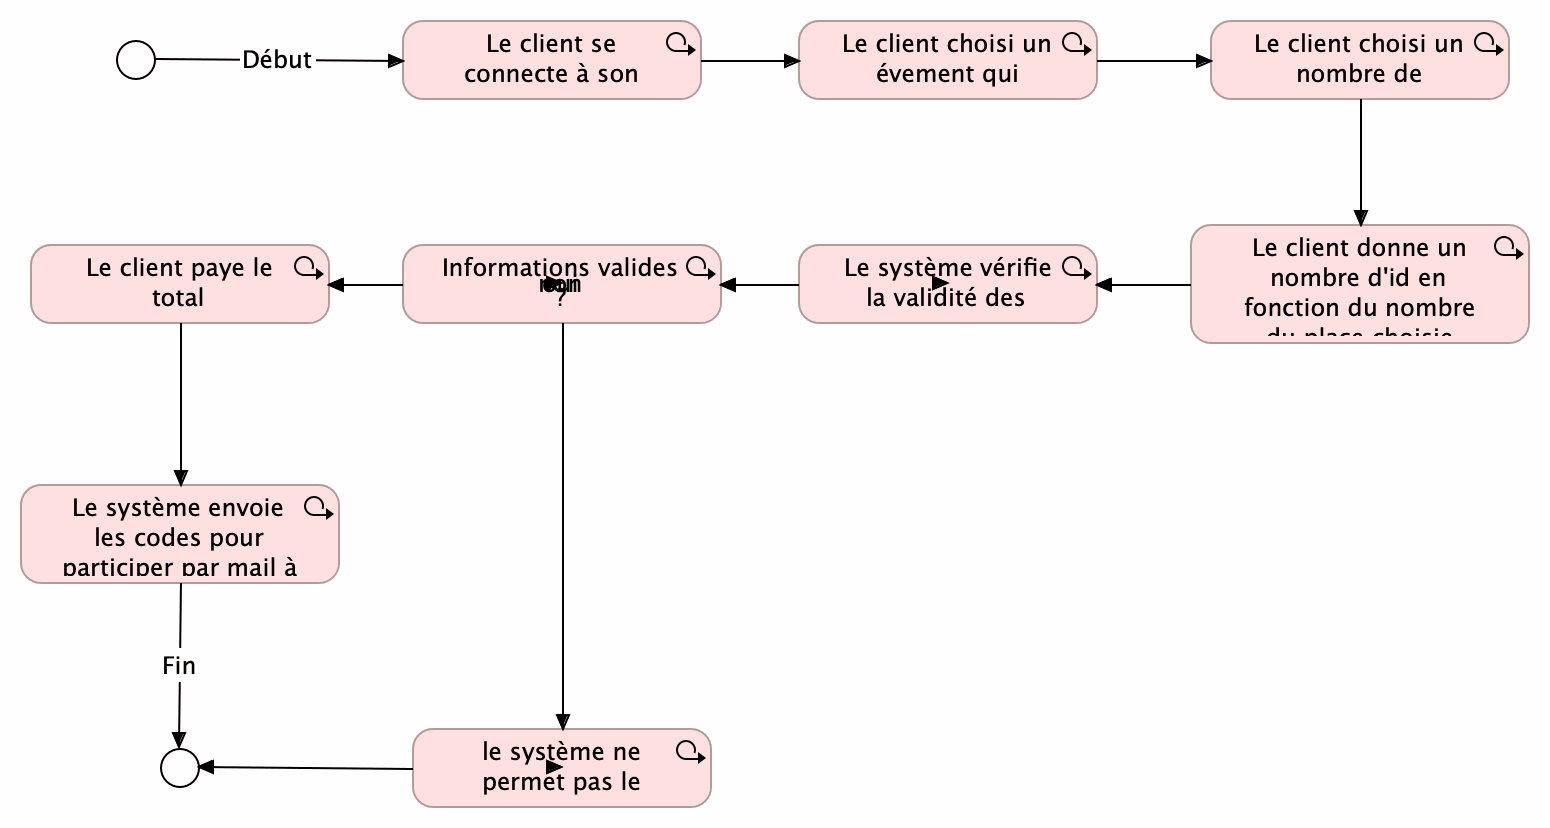 Début
Le client se
connecte à son
Le client choisi un
évement qui
Le client choisi un
nombre de
Le client donne un
nombre d'id en
fonction du nombre
du place choisie
Le système vérifie
la validité des
Informations valides
?
Le client paye le
total
Le système envoie
les codes pour
participer par mail à
Fin
le système ne
permet pas le